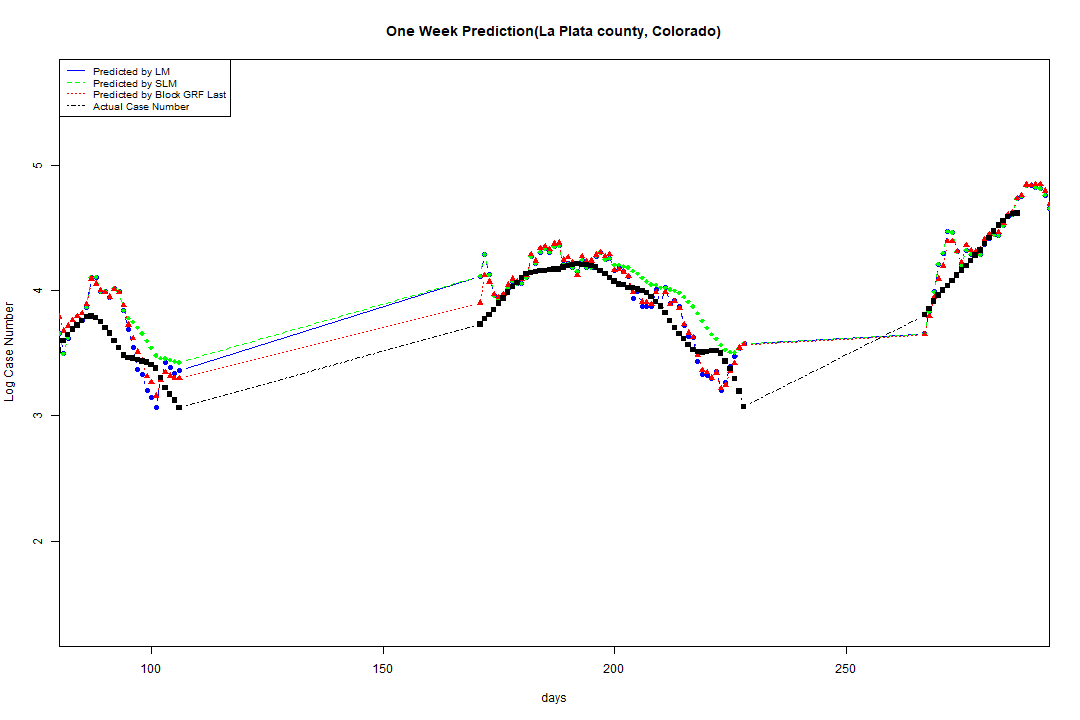 One Week Prediction(La Plata county, Colorado)
Predicted by LM
Predicted by SLM
Predicted by Block GRF Last
Actual Case Number
Log Case Number
5
4
3
2
100
150
200
250
days